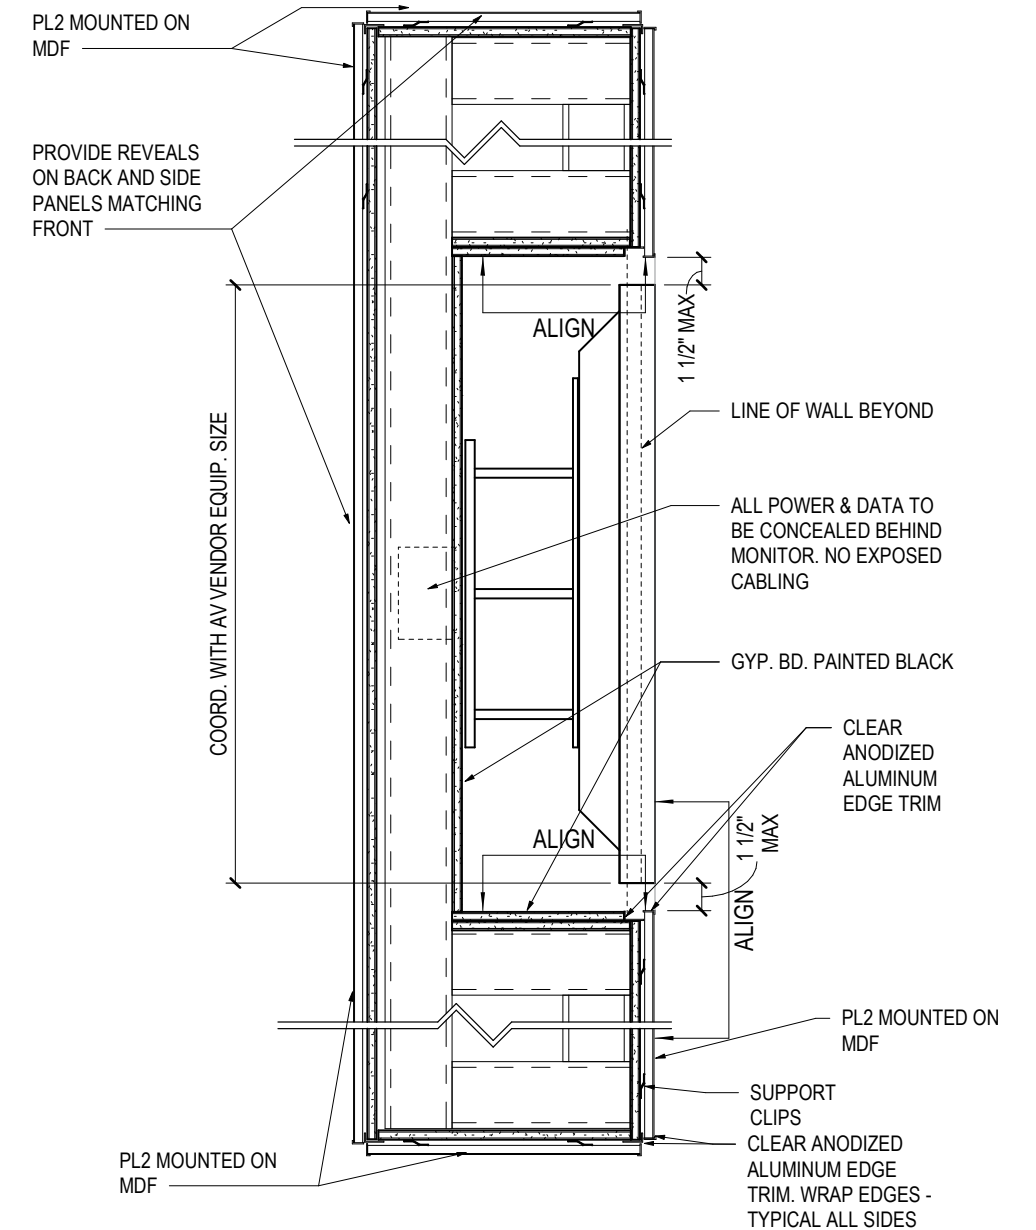 PL2 MOUNTED ON
MDF
PROVIDE REVEALS
ON BACK AND SIDE
PANELS MATCHING
FRONT
ALIGN
1 1/2" MAX
COORD. WITH AV VENDOR EQUIP. SIZE
LINE OF WALL BEYOND
ALL POWER & DATA TO
BE CONCEALED BEHIND
MONITOR. NO EXPOSED
CABLING
GYP. BD. PAINTED BLACK
CLEAR
ANODIZED
ALUMINUM
EDGE TRIM
ALIGN
1 1/2"
MAX
ALIGN
PL2 MOUNTED ON
MDF
SUPPORT
CLIPS
CLEAR ANODIZED
ALUMINUM EDGE
TRIM. WRAP EDGES -
TYPICAL ALL SIDES
PL2 MOUNTED ON
MDF